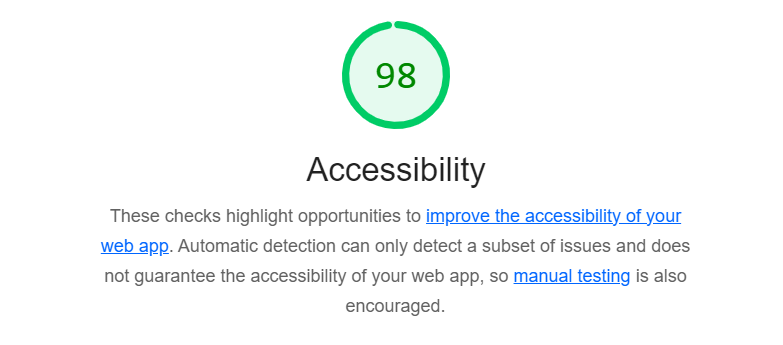 98
Accessibility
These checks highlight opportunities to improve the accessibility of your
web app. Automatic detection can only detect a subset of issues and does
not guarantee the accessibility of your web app, so manual testing is also
encouraged.